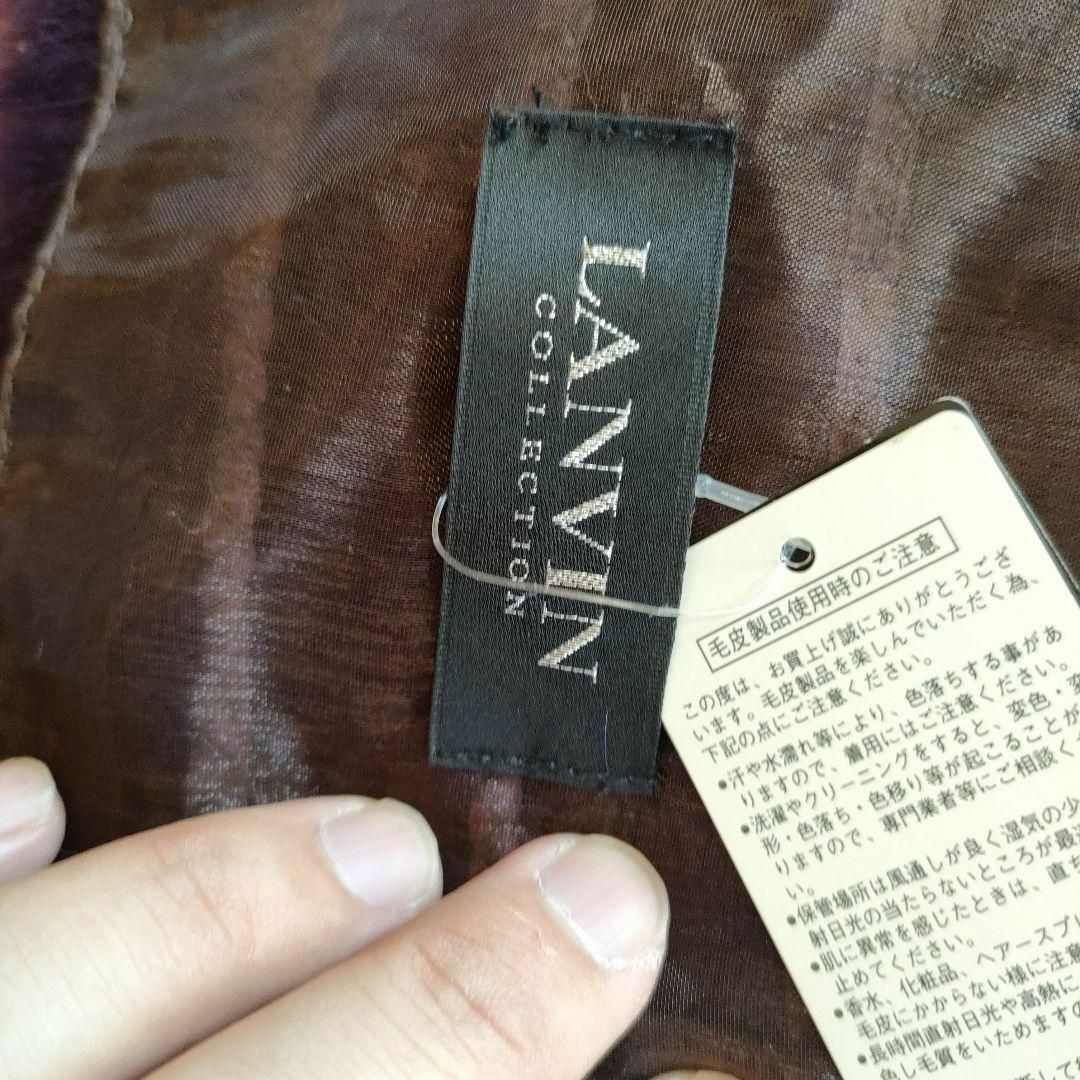 LANVIN
COLLECTION
毛皮製品使用時のご注意
この度は、お買上げ誠にありがとうござ
います。毛皮製品を楽しんでいただく為、
下記の点にご注意ください。
●汗や水濡れ等により、色落ちする事があ
りますので、着用にはご注意ください。
●洗濯やクリーニングをすると、変色・変
形・色落ち・色移り等が起こることが
りますので、専門業者等にご相談く
い。
●保管場所は風通しが良く湿気の少
射日光の当たらないところが最
●肌に異常を感じたときは、直ち
止めてください。
●香水、化粧品、ヘアースプレ
毛皮にかからない様に注意
●長時間直射日光や高熱に
色し毛質をいためますの